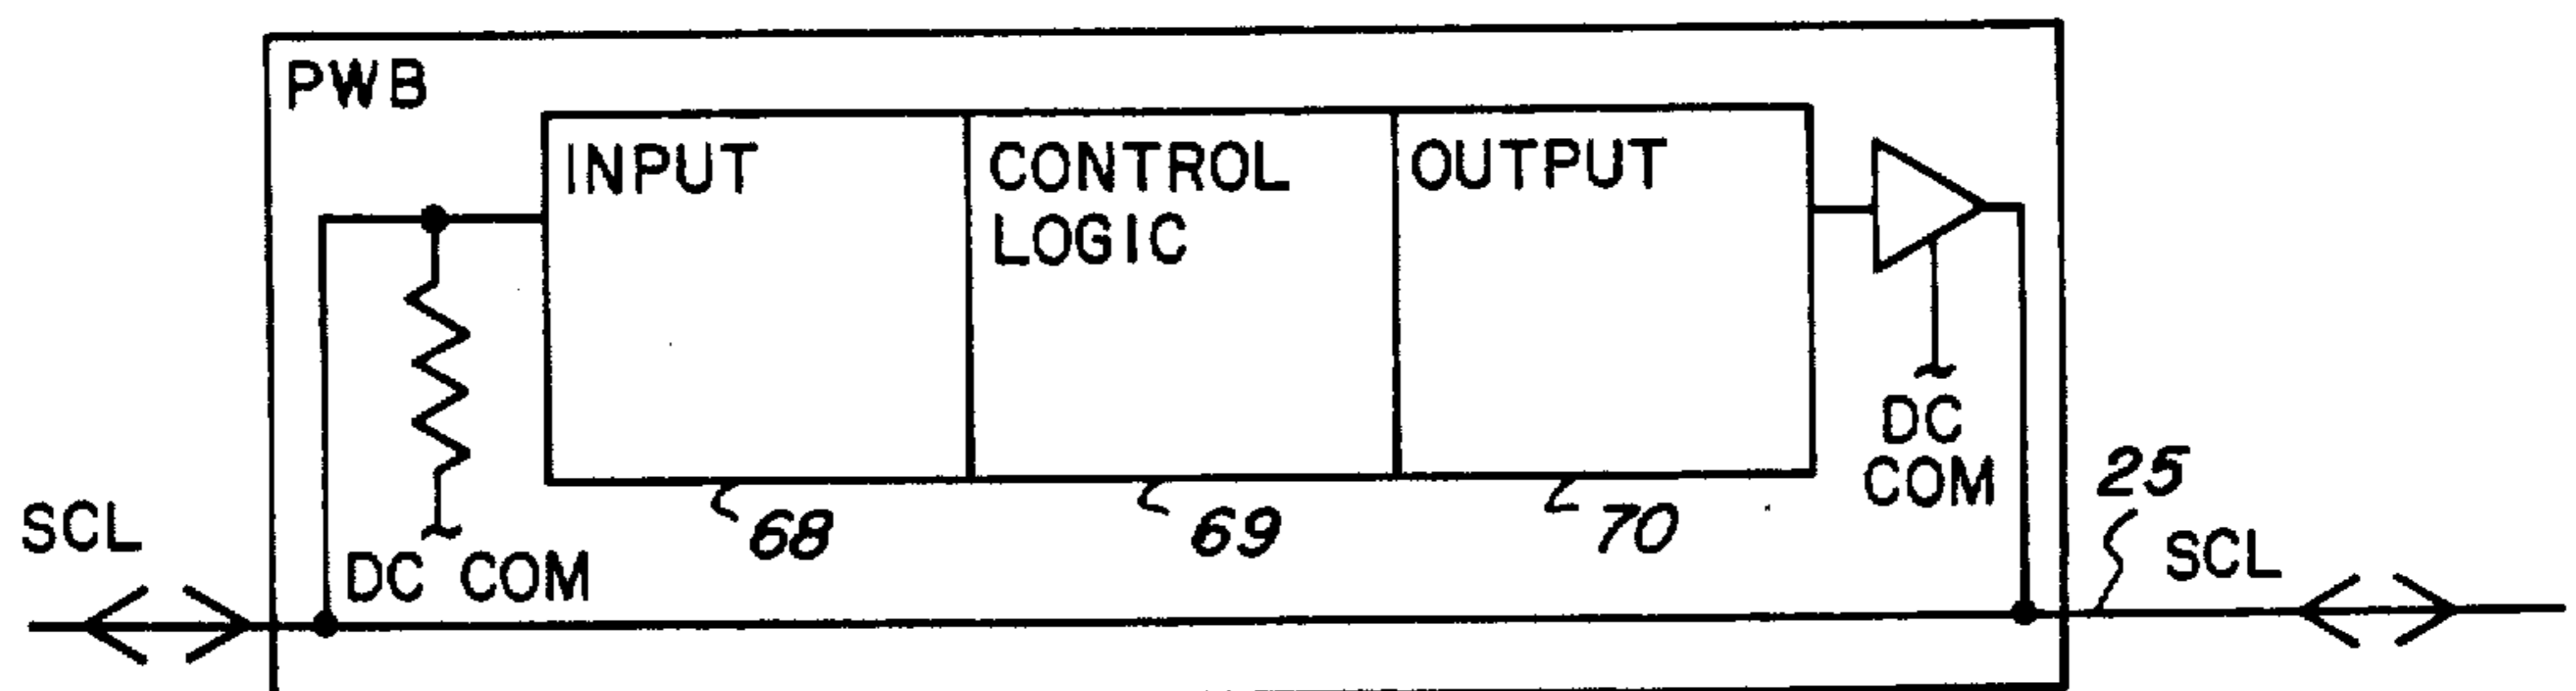 PWB
INPUT
CONTROL
LOGIC
OUTPUT
DC
COM
25
SCL
68
69
70
SCL
DC COM